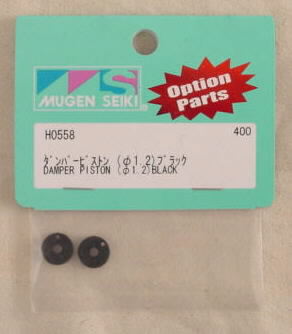 MUGEN SEIKI
Option
Parts
H0558 400
ダンパーピストン (φ1.2)ブラック
DAMPER PISTON (φ1.2)BLACK